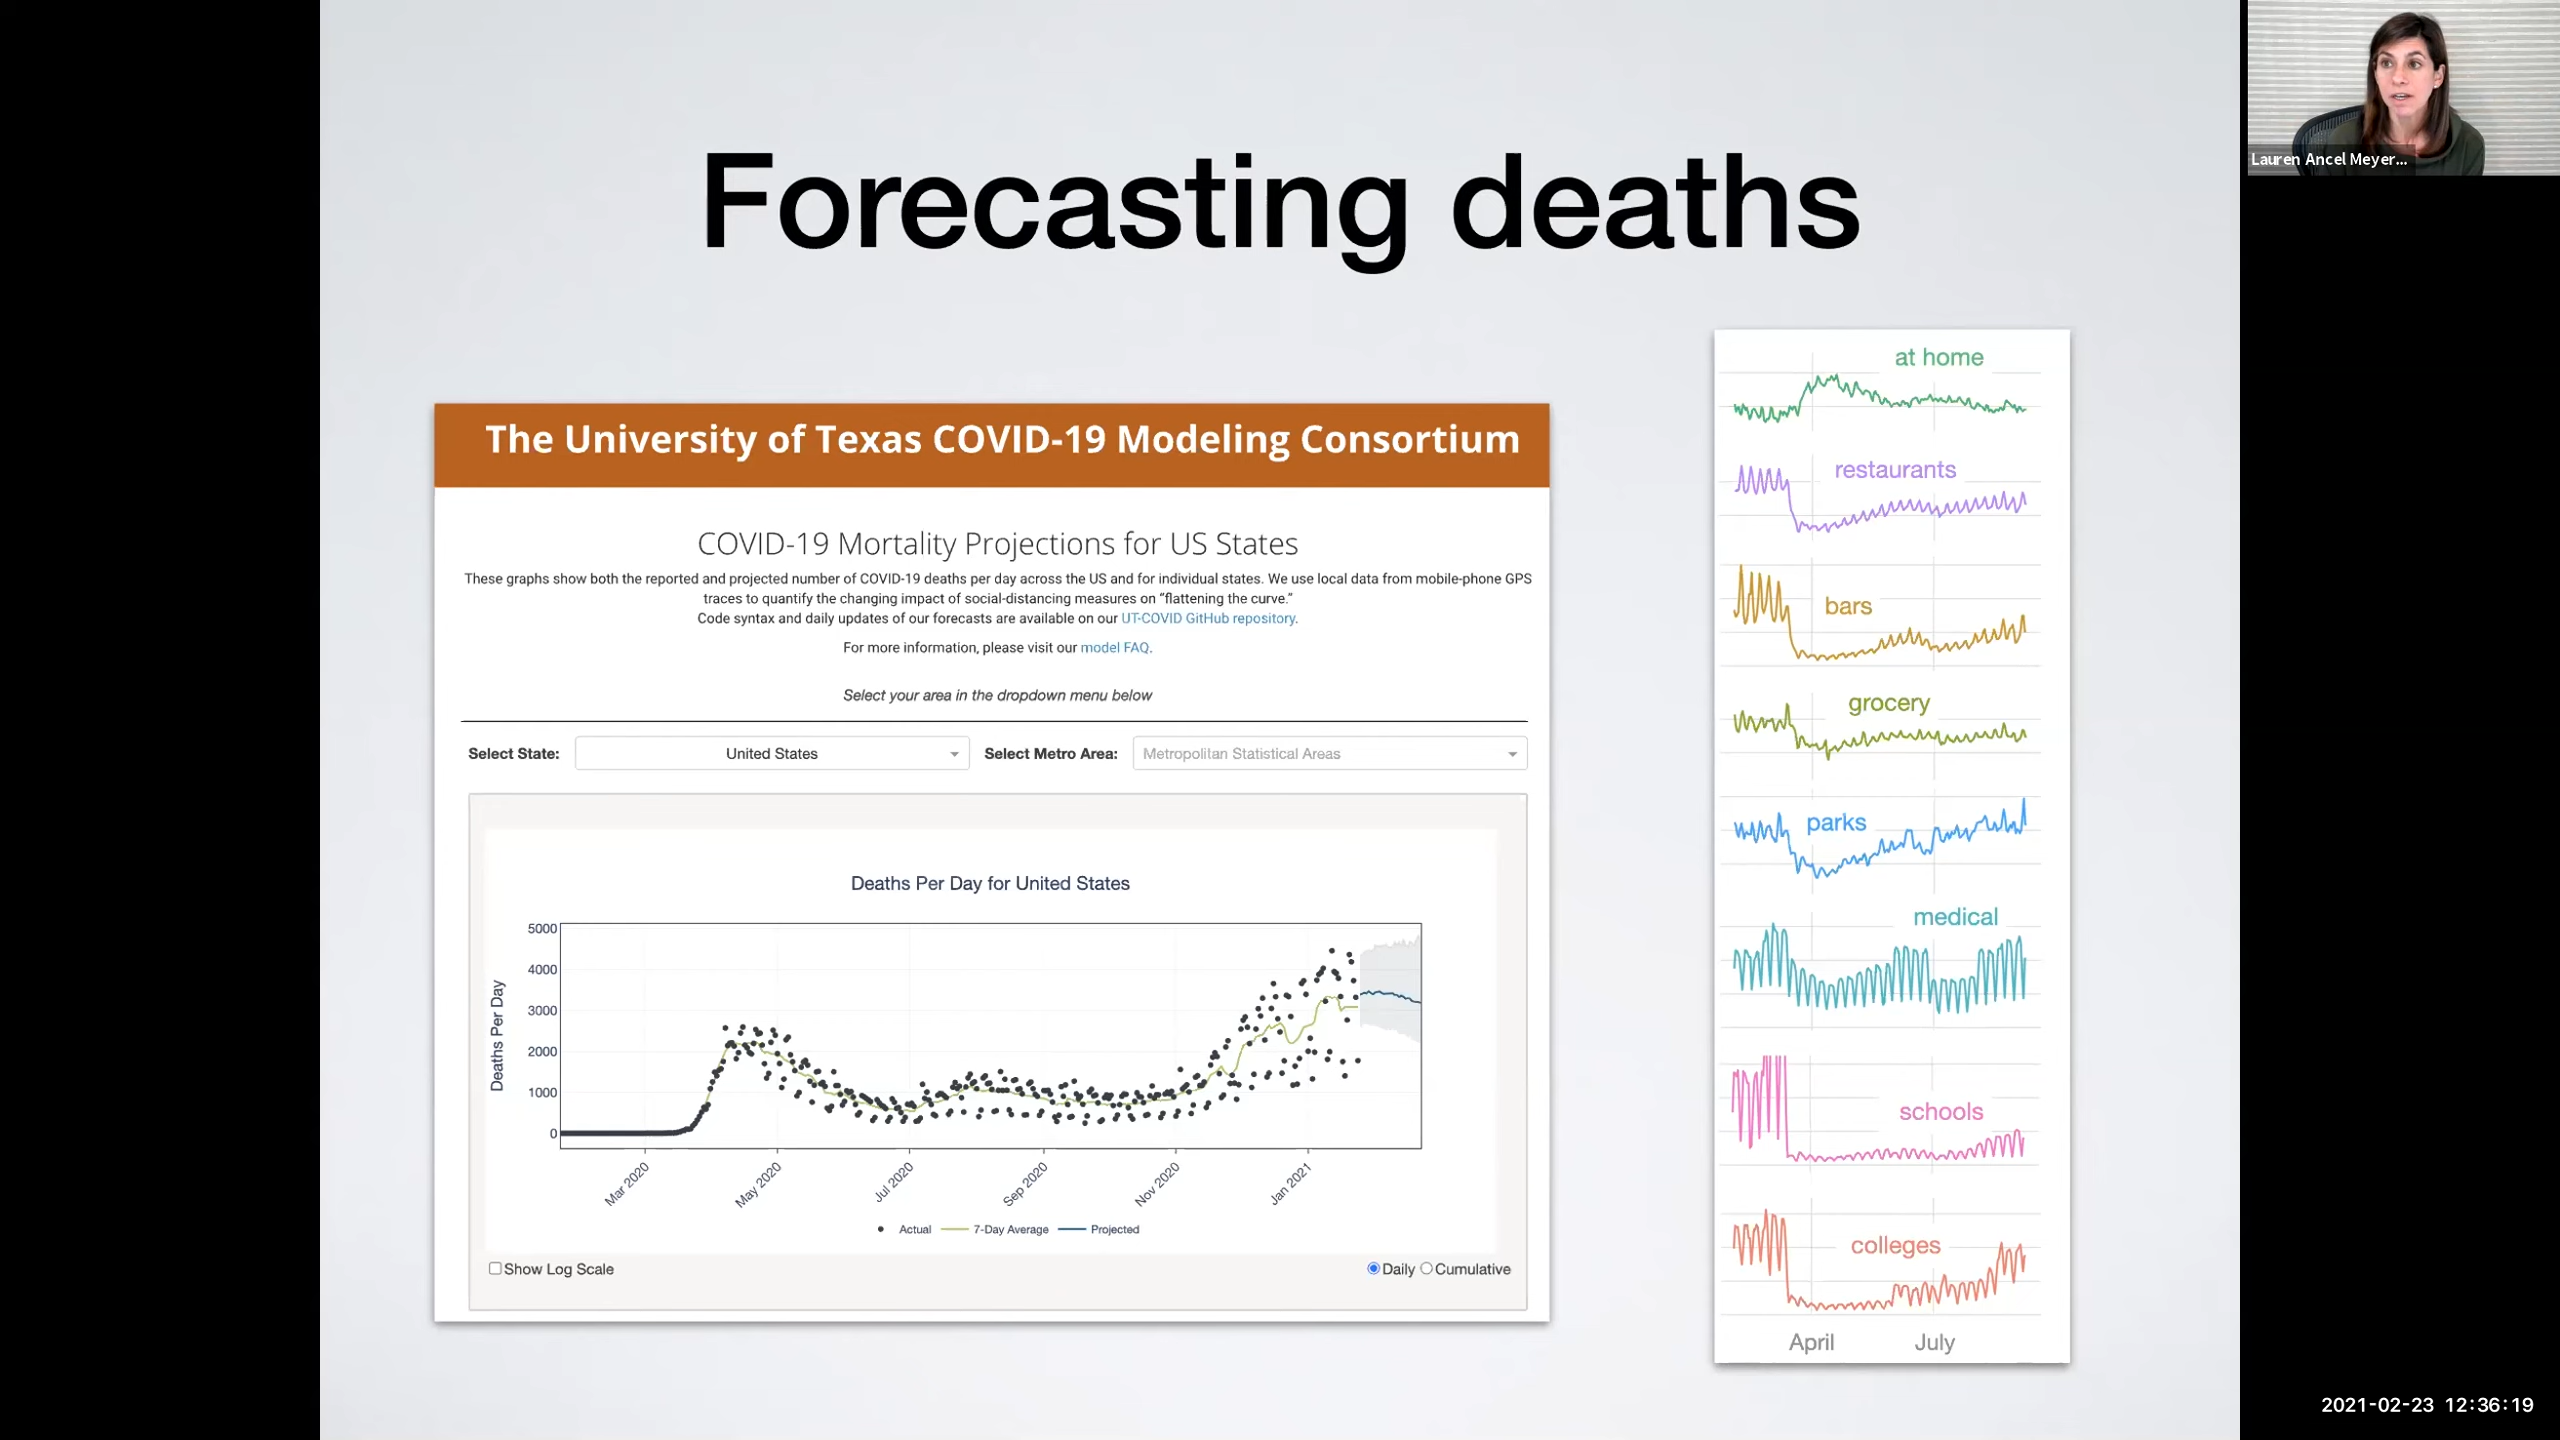 Forecasting deaths
Lauren Ancel Meyer...
The University of Texas COVID-19 Modeling Consortium
COVID-19 Mortality Projections for US States
These graphs show both the reported and projected number of COVID-19 deaths per day across the US and for individual states. We use local data from mobile-phone GPS
traces to quantify the changing impact of social-distancing measures on "flattening the curve."
Code syntax and daily updates of our forecasts are available on our UT-COVID GitHub repository.
For more information, please visit our model FAQ.
Select your area in the dropdown menu below
Select State: United States Select Metro Area: Metropolitan Statistical Areas
Deaths Per Day for United States
Deaths Per Day
5000
4000
3000
2000
1000
0
Mar 2020 May 2020 Jul 2020 Sep 2020 Nov 2020 Jan 2021
Actual 7-Day Average Projected
Show Log Scale Daily Cumulative
at home
restaurants
bars
grocery
parks
medical
schools
colleges
April July
2021-02-23 12:36:19